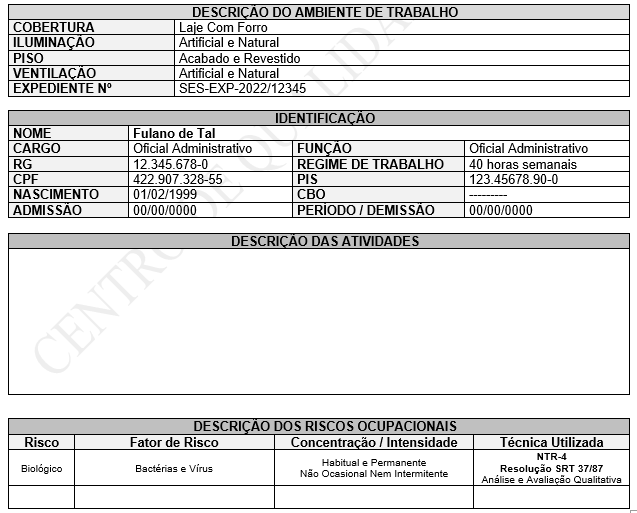 DESCRIÇÃO DO AMBIENTE DE TRABALHO
COBERTURA Laje Com Forro
ILUMINAÇÃO Artificial e Natural
PISO Acabado e Revestido
VENTILAÇÃO Artificial e Natural
EXPEDIENTE Nº SES-EXP-2022/12345
IDENTIFICAÇÃO
NOME Fulano de Tal
CARGO Oficial Administrativo FUNÇÃO Oficial Administrativo
RG 12.345.678-0 REGIME DE TRABALHO 40 horas semanais
CPF 422.907.328-55 PIS 123.45678.90-0
NASCIMENTO 01/02/1999 CBO ---------
ADMISSÃO 00/00/0000 PERÍODO / DEMISSÃO 00/00/0000
DESCRIÇÃO DAS ATIVIDADES
DESCRIÇÃO DOS RISCOS OCUPACIONAIS
Risco Fator de Risco Concentração / Intensidade Técnica Utilizada
Biológico Bactérias e Vírus Habitual e Permanente
Não Ocasional Nem Intermitente NTR-4
Resolução SRT 37/87
Análise e Avaliação Qualitativa
CENTRO DE QUALIDA